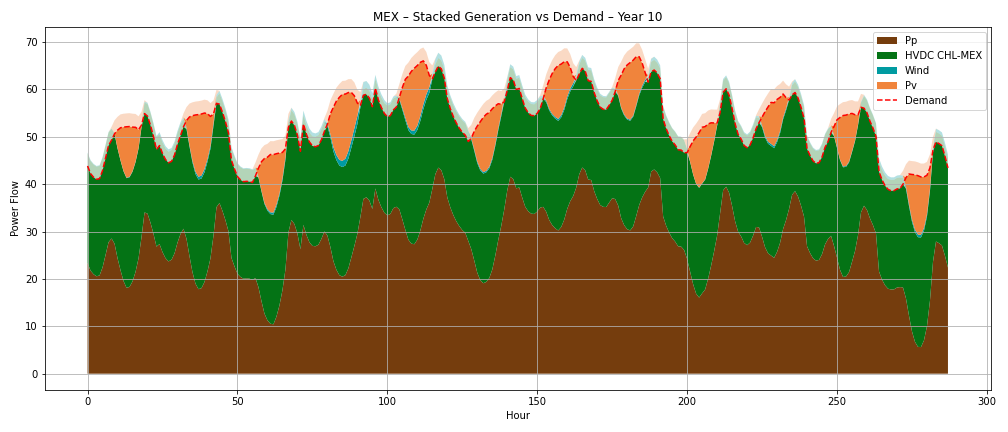 MEX – Stacked Generation vs Demand – Year 10
Power Flow
70
60
50
40
30
20
10
0
0
50
100
150
200
250
300
Hour
Pp
HVDC CHL-MEX
Wind
Pv
Demand